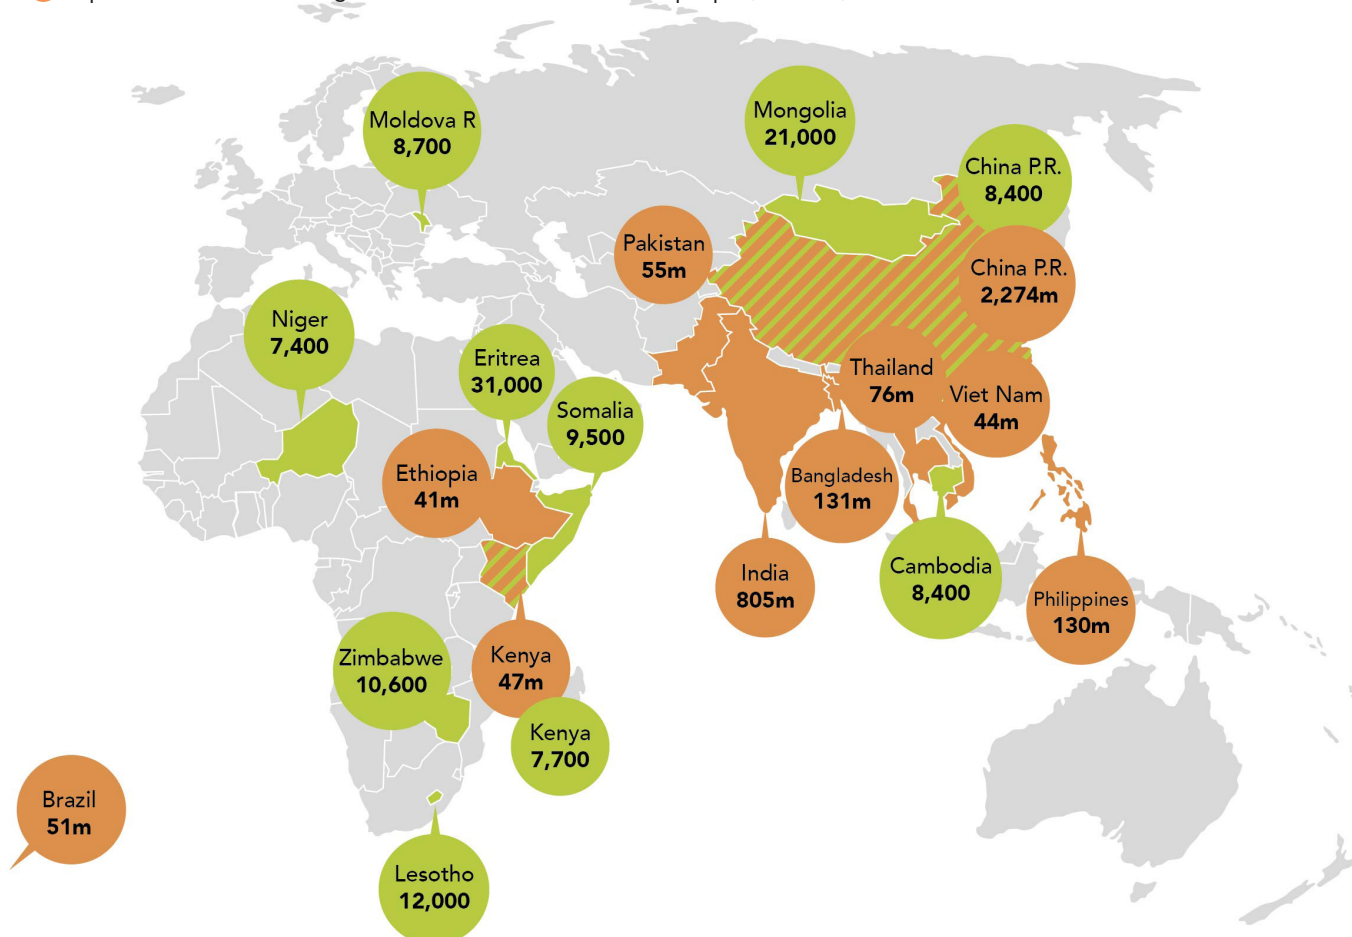 Moldova R
8,700
Mongolia
21,000
China P.R.
8,400
Pakistan
55m
China P.R.
2,274m
Niger
7,400
Eritrea
31,000
Thailand
76m
Viet Nam
44m
Somalia
9,500
Ethiopia
41m
Bangladesh
131m
India
805m
Cambodia
8,400
Philippines
130m
Zimbabwe
10,600
Kenya
47m
Kenya
7,700
Brazil
51m
Lesotho
12,000